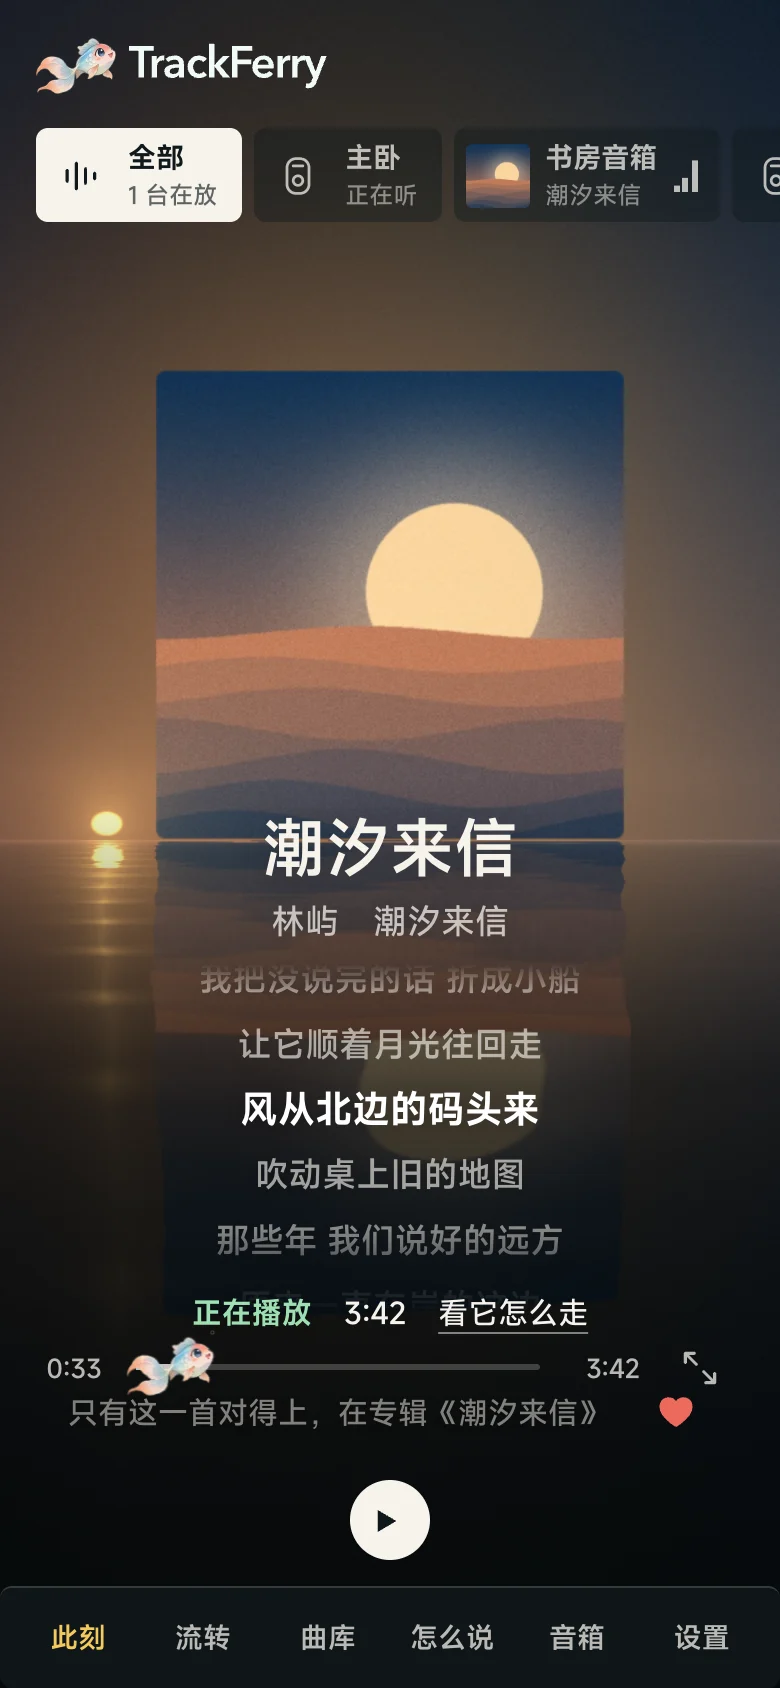 TrackFerry
全部
1 台在放
主卧
正在听
书房音箱
潮汐来信
潮汐来信
林屿 潮汐来信
我把没说完的话 折成小船
让它顺着月光往回走
风从北边的码头来
吹动桌上旧的地图
那些年 我们说好的远方
正在播放 3:42 看它怎么走
0:33 3:42
只有这一首对得上，在专辑《潮汐来信》
此刻 流转 曲库 怎么说 音箱 设置